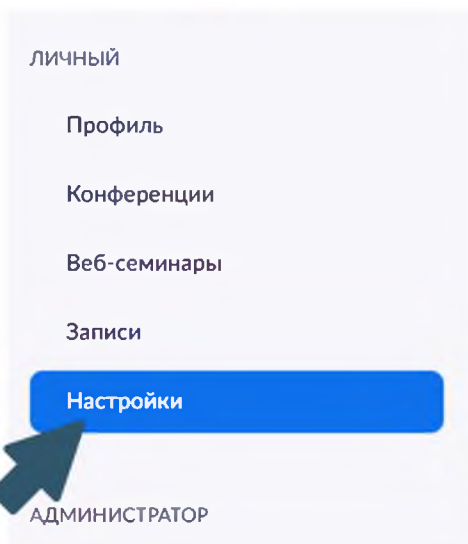 ЛИЧНЫЙ
Профиль
Конференции
Веб-семинары
Записи
Настройки
АДМИНИСТРАТОР